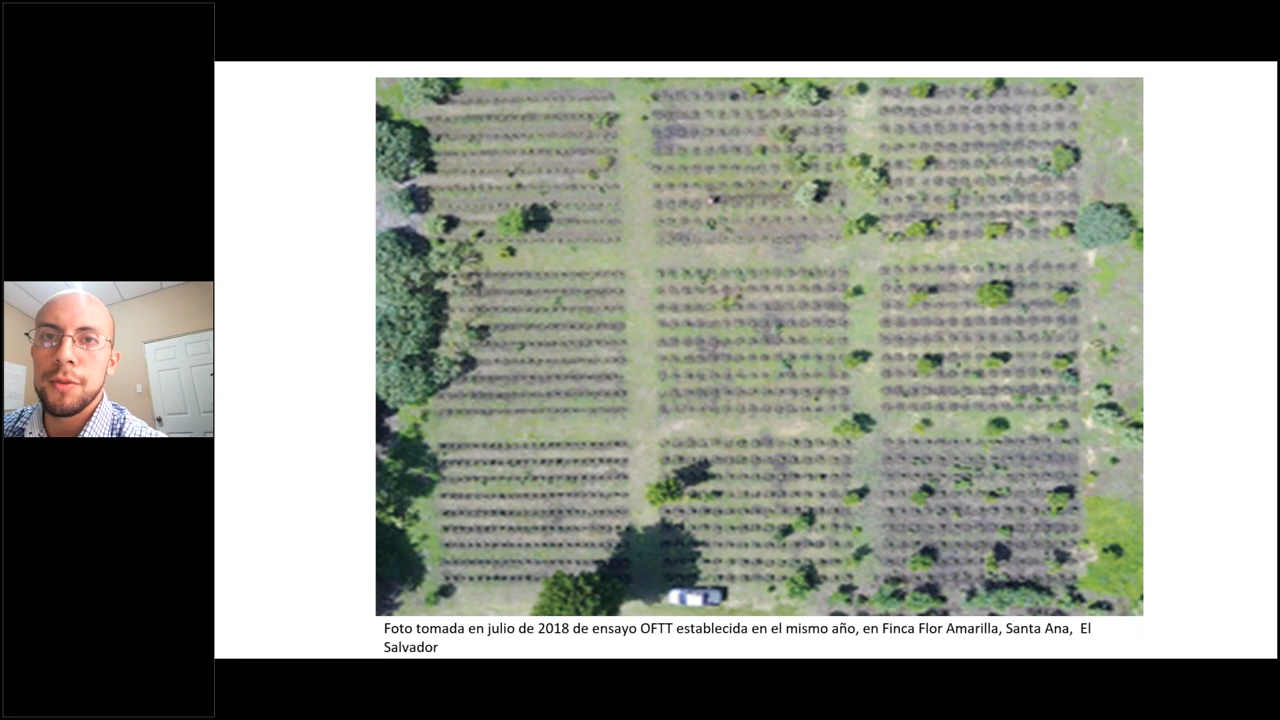 Foto tomada en julio de 2018 de ensayo OFTT establecida en el mismo año, en Finca Flor Amarilla, Santa Ana, El
Salvador